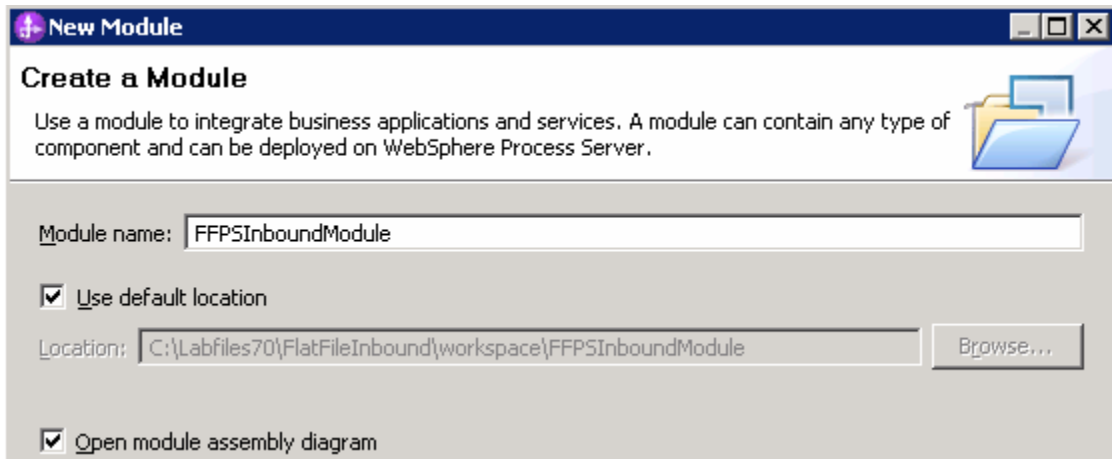 New Module
Create a Module
Use a module to integrate business applications and services. A module can contain any type of
component and can be deployed on WebSphere Process Server.
Module name: FFPSInboundModule
Use default location
Location: C:\Labfiles70\FlatFileInbound\workspace\FFPSInboundModule Browse...
Open module assembly diagram